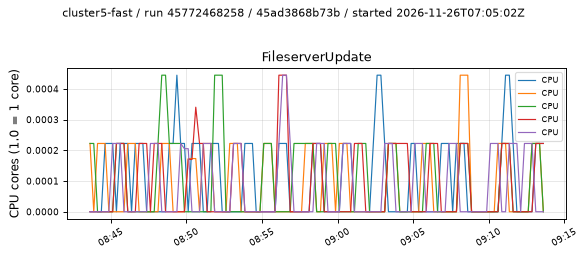 cluster5-fast / run 45772468258 / 45ad3868b73b / started 2026-11-26T07:05:02Z
FileserverUpdate
CPU cores (1.0 = 1 core)
0.0004
0.0003
0.0002
0.0001
0.0000
CPU
CPU
CPU
CPU
CPU
08:45
08:50
08:55
09:00
09:05
09:10
09:15